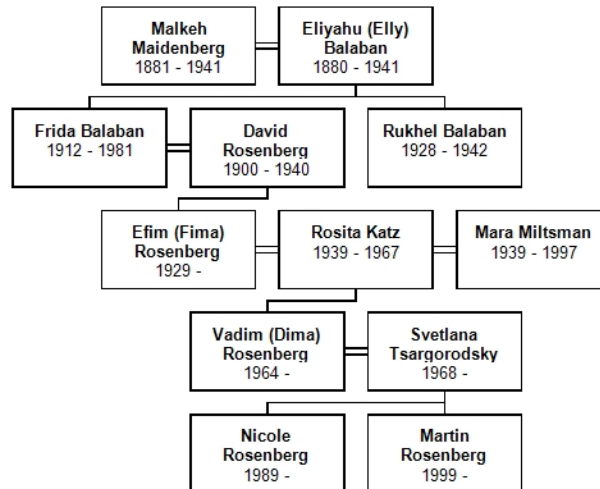 Malkeh
Maidenberg
1881 - 1941
Eliyahu (Elly)
Balaban
1880 - 1941
Frida Balaban
1912 - 1981
David
Rosenberg
1900 - 1940
Rukhel Balaban
1928 - 1942
Efim (Fima)
Rosenberg
1929 -
Rosita Katz
1939 - 1967
Mara Miltsman
1939 - 1997
Vadim (Dima)
Rosenberg
1964 -
Svetlana
Tsargorodsky
1968 -
Nicole
Rosenberg
1989 -
Martin
Rosenberg
1999 -